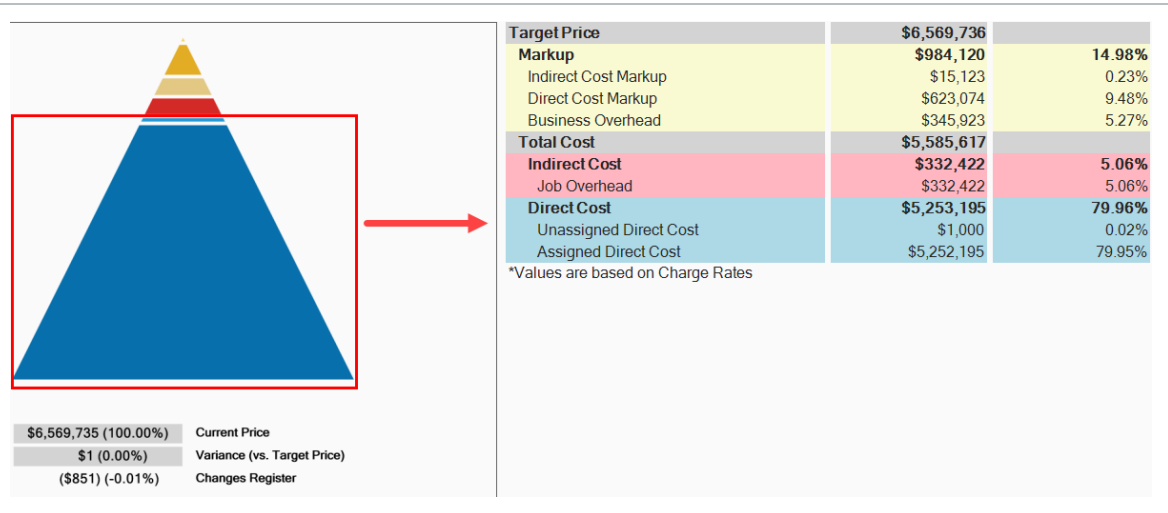 Target Price $6,569,736
Markup $984,120 14.98%
Indirect Cost Markup $15,123 0.23%
Direct Cost Markup $623,074 9.48%
Business Overhead $345,923 5.27%
Total Cost $5,585,617
Indirect Cost $332,422 5.06%
Job Overhead $332,422 5.06%
Direct Cost $5,253,195 79.96%
Unassigned Direct Cost $1,000 0.02%
Assigned Direct Cost $5,252,195 79.95%
*Values are based on Charge Rates
$6,569,735 (100.00%) Current Price
$1 (0.00%) Variance (vs. Target Price)
($851) (-0.01%) Changes Register